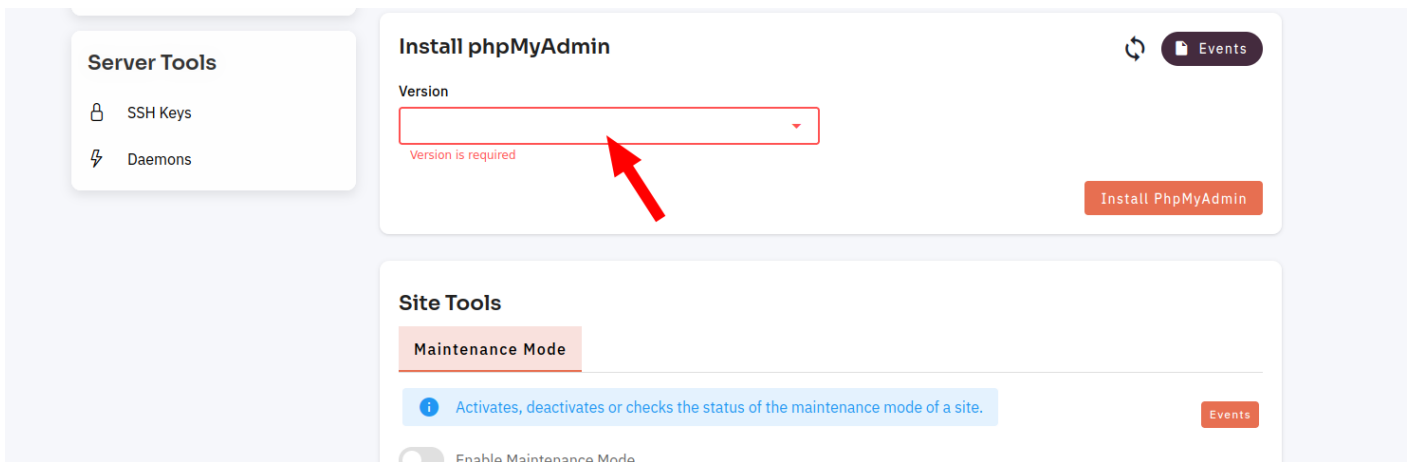 Server Tools
SSH Keys
Daemons
Install phpMyAdmin
Events
Version
Version is required
Install PhpMyAdmin
Site Tools
Maintenance Mode
Activates, deactivates or checks the status of the maintenance mode of a site.
Events
Enable Maintenance Mode